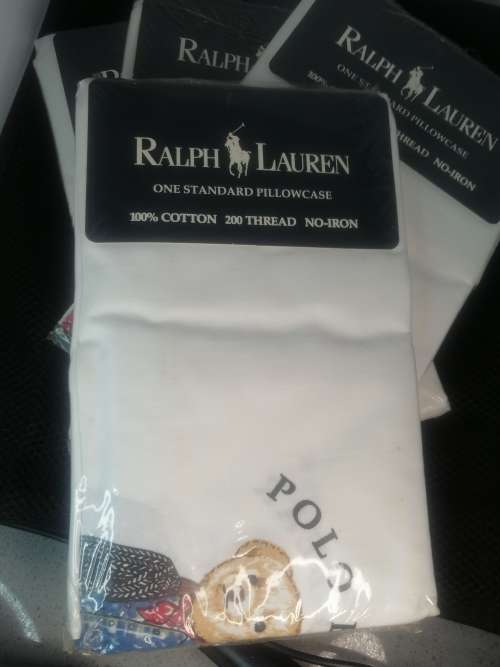 RALPH LAUREN
ONE STANDARD PILLOWCASE
100% COTTON 200 THREAD NO-IRON
POLO
RALPH
RALPH LAUREN
ONE STANDARD PILLOWCASE
100% THREAD NO-IRON